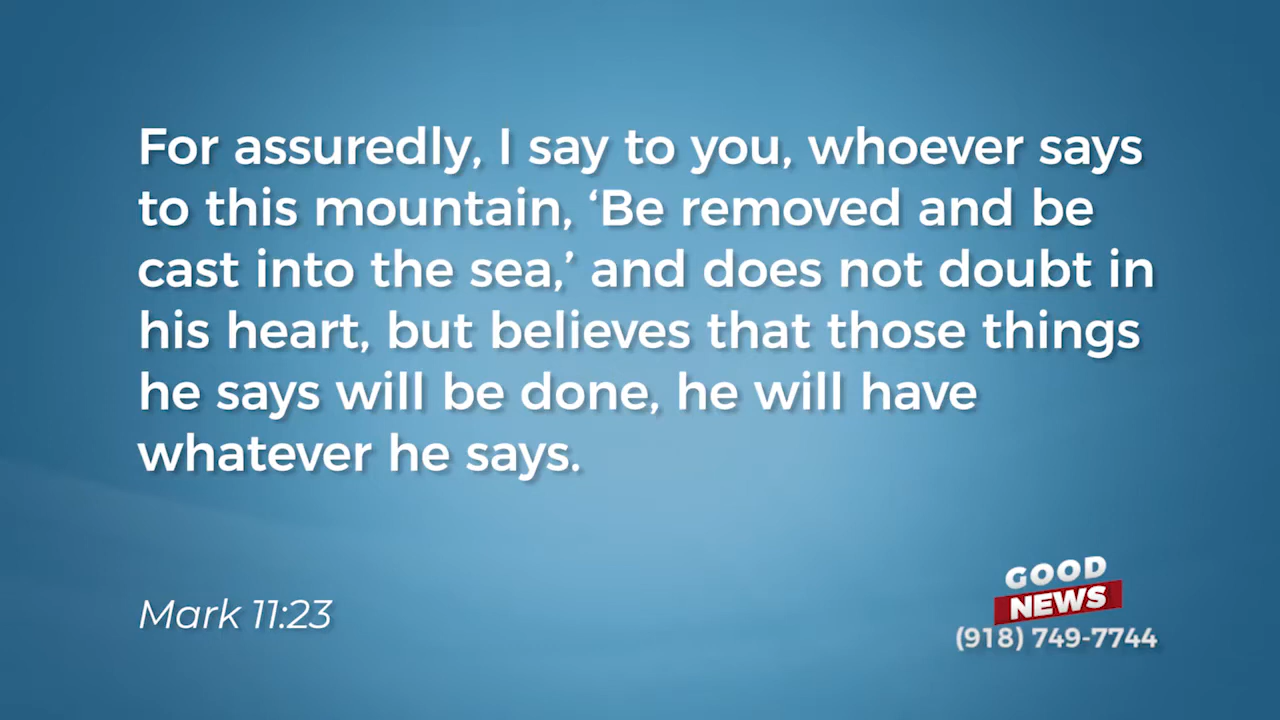 For assuredly, I say to you, whoever says
to this mountain, ‘Be removed and be
cast into the sea,’ and does not doubt in
his heart, but believes that those things
he says will be done, he will have
whatever he says.
Mark 11:23
GOOD
NEWS
(918) 749-7744